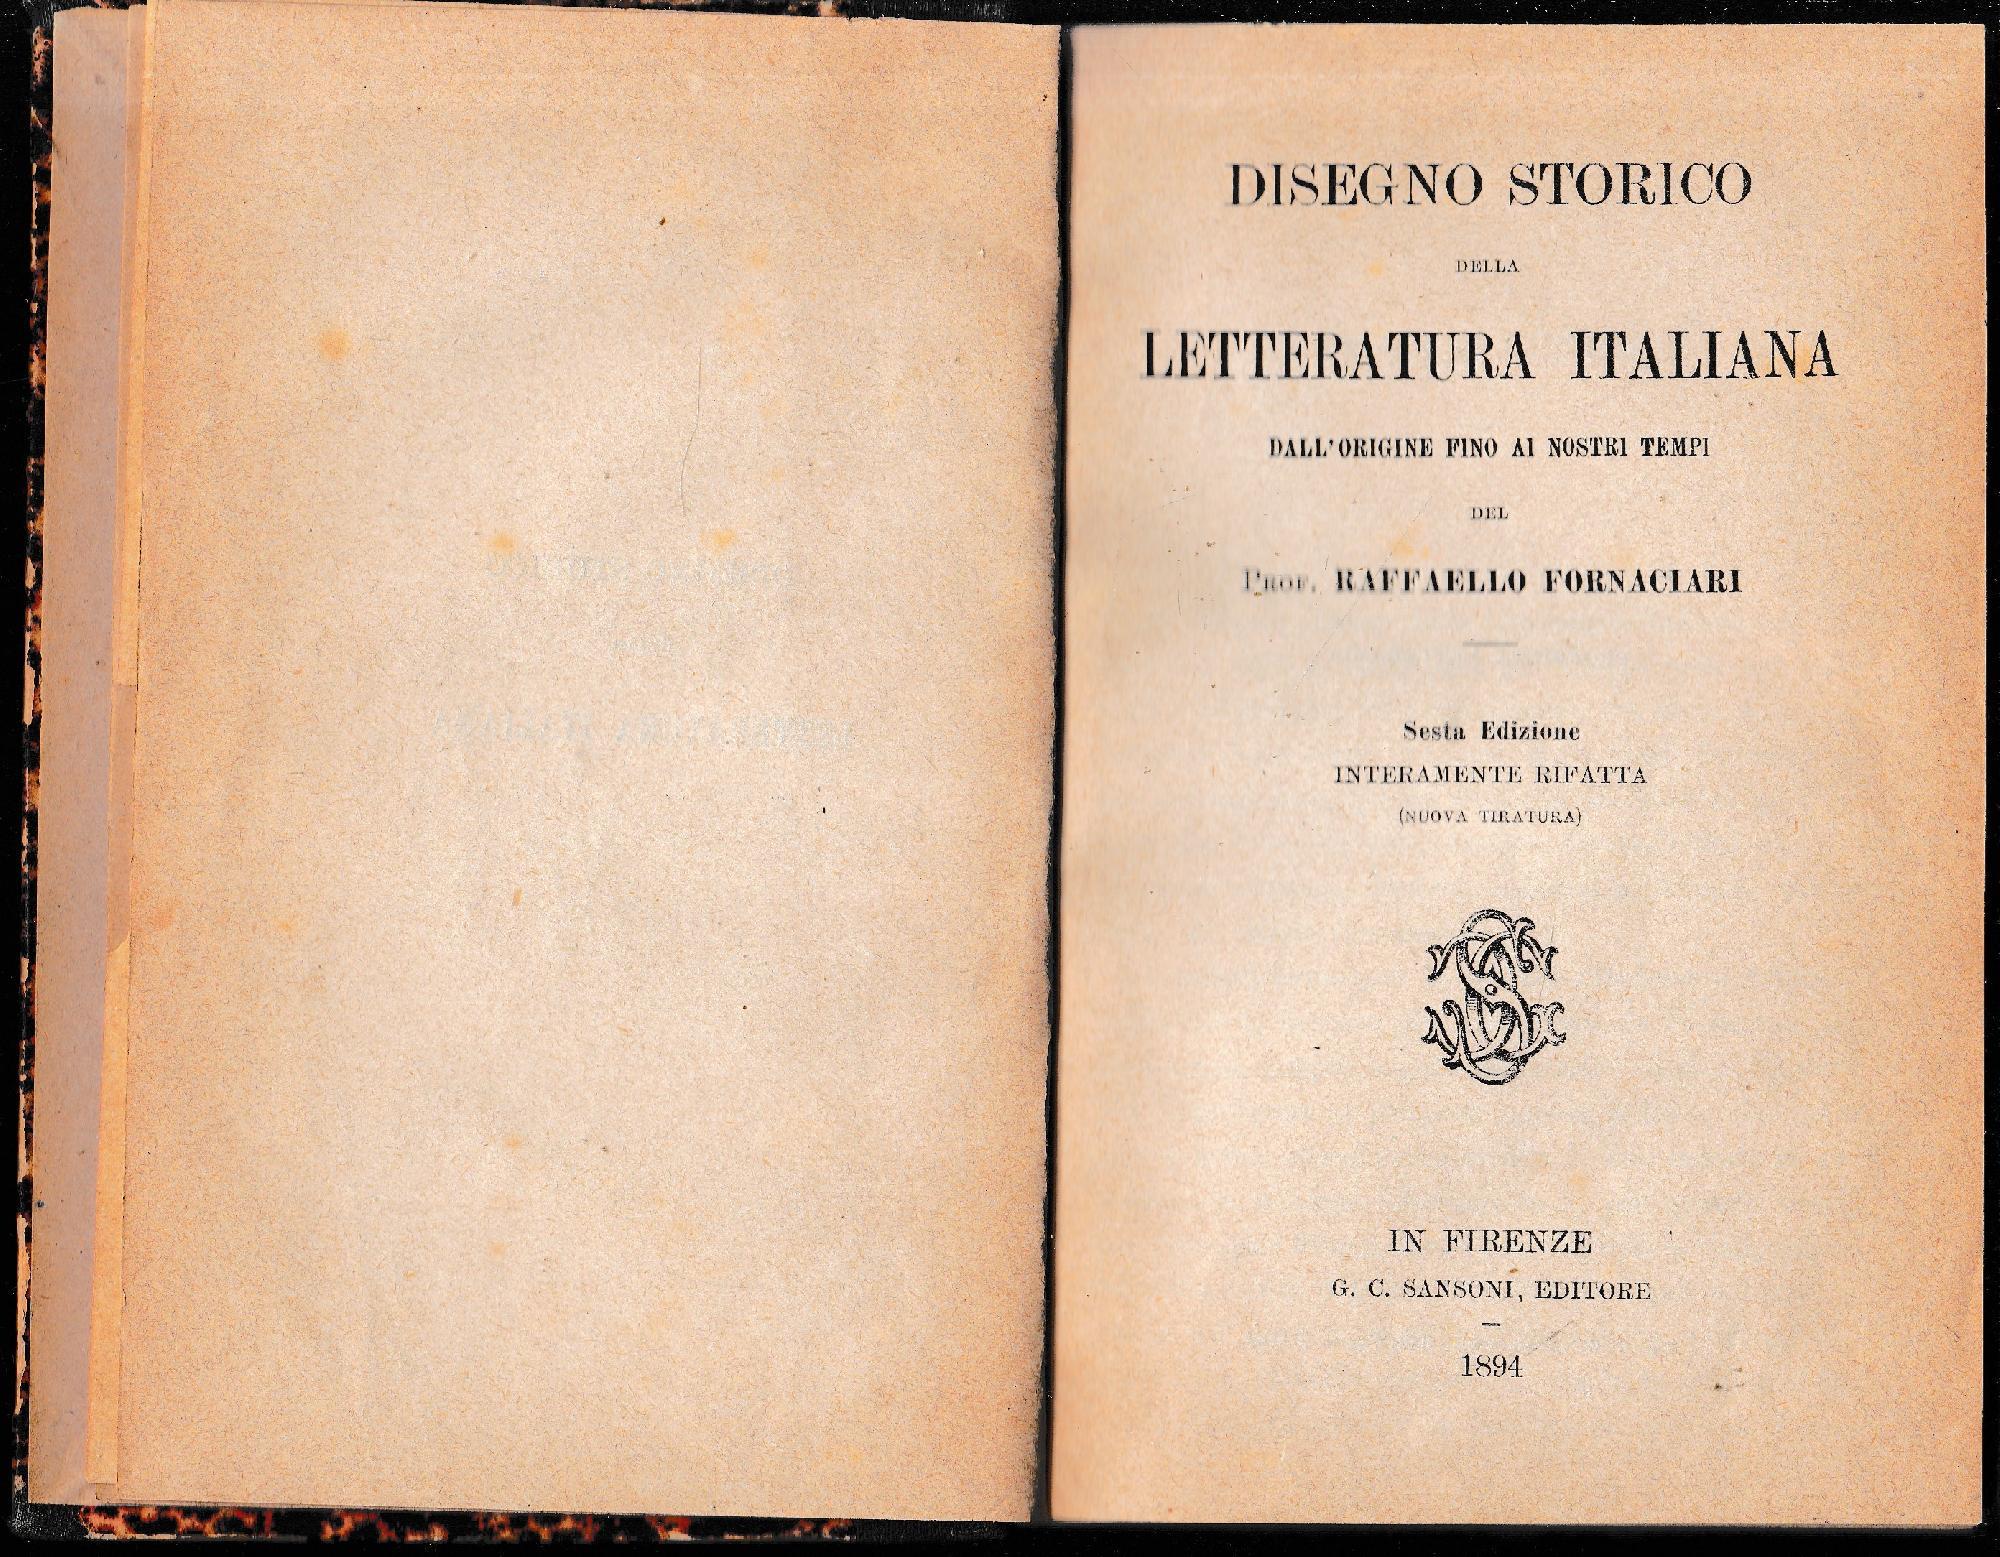 DISEGNO STORICO
DELLA
LETTERATURA ITALIANA
DALL'ORIGINE FINO AI NOSTRI TEMPI
DEL
PROF. RAFFAELLO FORNACIARI
Sesta Edizione
INTERAMENTE RIFATTA
(NUOVA TIRATURA)
IN FIRENZE
G. C. SANSONI, EDITORE
1894